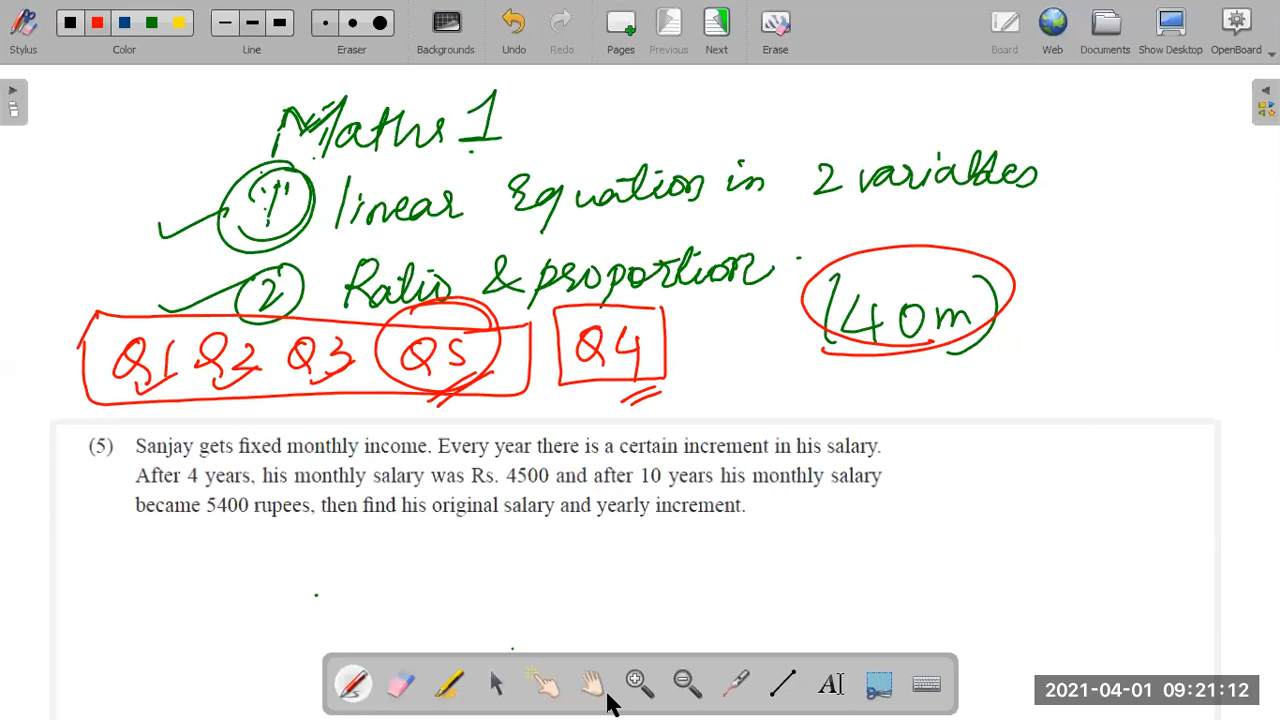 Stylus Color Line Eraser Backgrounds Undo Redo Pages Previous Next Erase Board Web Documents Show Desktop OpenBoard
Maths 1
1 linear Equation in 2 variables
2 Ratio & proportion
(40m)
Q1 Q2 Q3 Q5 Q4
(5) Sanjay gets fixed monthly income. Every year there is a certain increment in his salary.
After 4 years, his monthly salary was Rs. 4500 and after 10 years his monthly salary
became 5400 rupees, then find his original salary and yearly increment.
2021-04-01 09:21:12